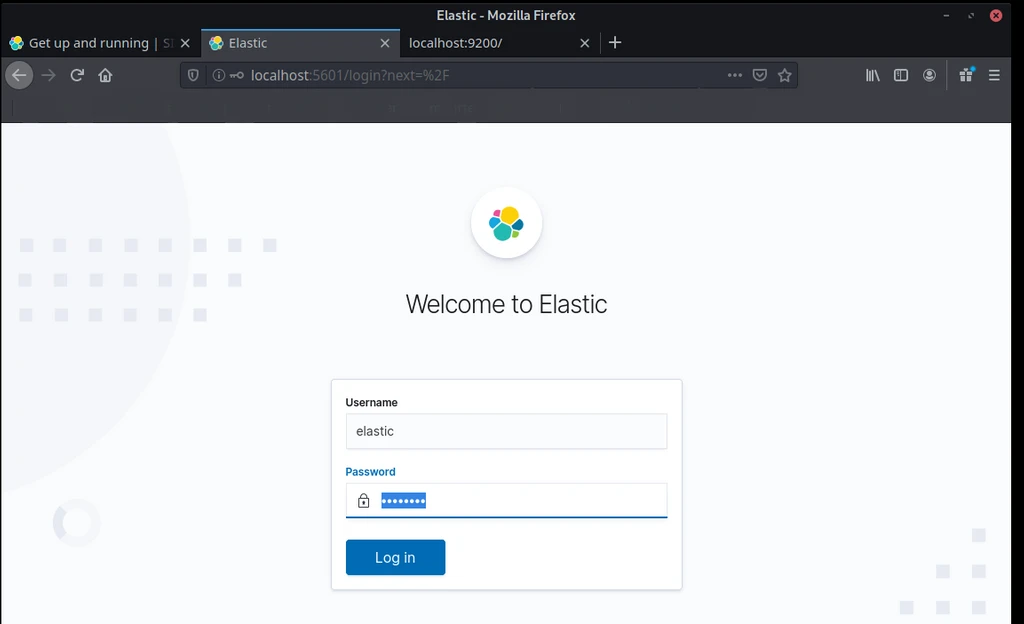 Elastic - Mozilla Firefox
Get up and running | SI
Elastic
localhost:9200/
localhost:5601/login?next=%2F
Welcome to Elastic
Username
elastic
Password
••••••••
Log in